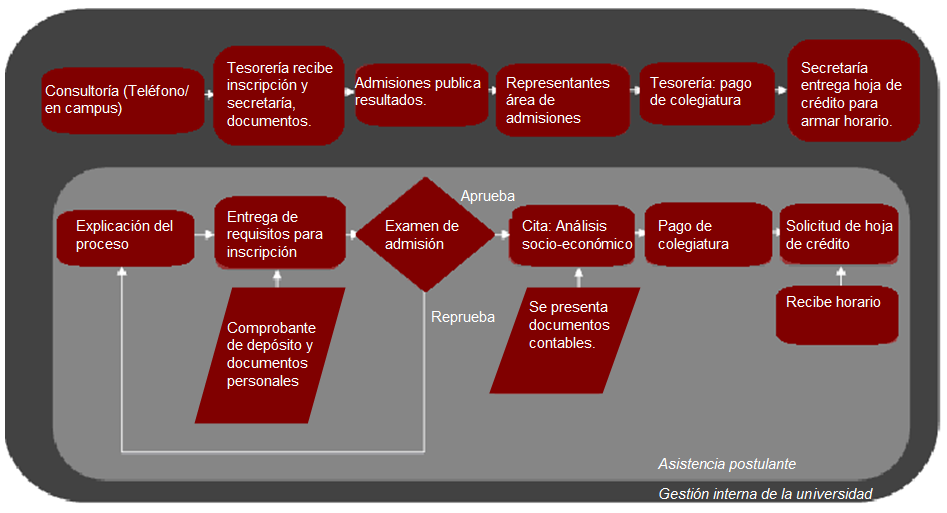 Consultoría (Teléfono/
en campus)
Tesorería recibe
inscripción y
secretaría,
documentos.
Admisiones publica
resultados.
Representantes
área de
admisiones
Tesorería: pago
de colegiatura
Secretaría
entrega hoja de
crédito para
armar horario.
Explicación del
proceso
Entrega de
requisitos para
inscripción
Examen de
admisión
Aprueba
Cita: Análisis
socio-económico
Pago de
colegiatura
Solicitud de hoja
de crédito
Comprobante
de depósito y
documentos
personales
Reprueba
Se presenta
documentos
contables.
Recibe horario
Asistencia postulante
Gestión interna de la universidad